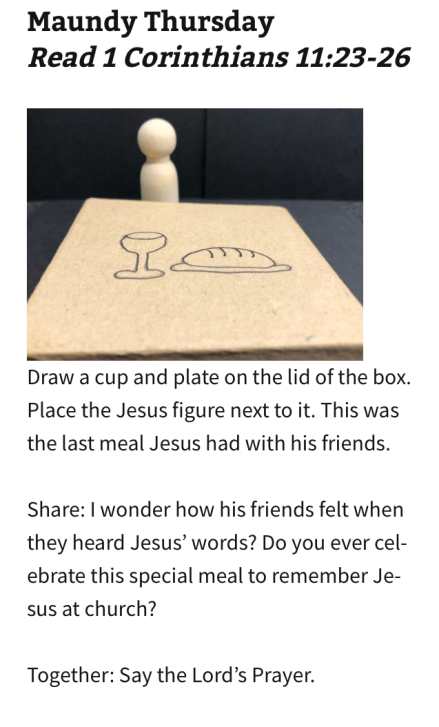 Maundy Thursday
Read 1 Corinthians 11:23-26
Draw a cup and plate on the lid of the box.
Place the Jesus figure next to it. This was
the last meal Jesus had with his friends.
Share: I wonder how his friends felt when
they heard Jesus’ words? Do you ever cel-
ebrate this special meal to remember Je-
sus at church?
Together: Say the Lord’s Prayer.